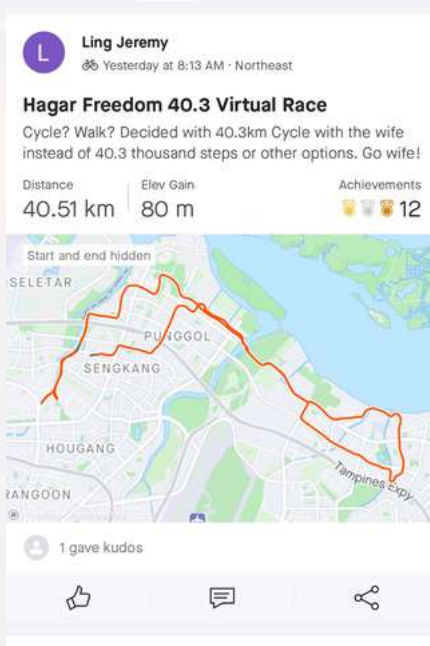 L
Ling Jeremy
Yesterday at 8:13 AM · Northeast
Hagar Freedom 40.3 Virtual Race
Cycle? Walk? Decided with 40.3km Cycle with the wife
instead of 40.3 thousand steps or other options. Go wife!
Distance
Elev Gain
Achievements
40.51 km
80 m
12
Start and end hidden
SELETAR
PUNGGOL
SENGKANG
HOUGANG
RANGOON
Tampines Expy
1 gave kudos